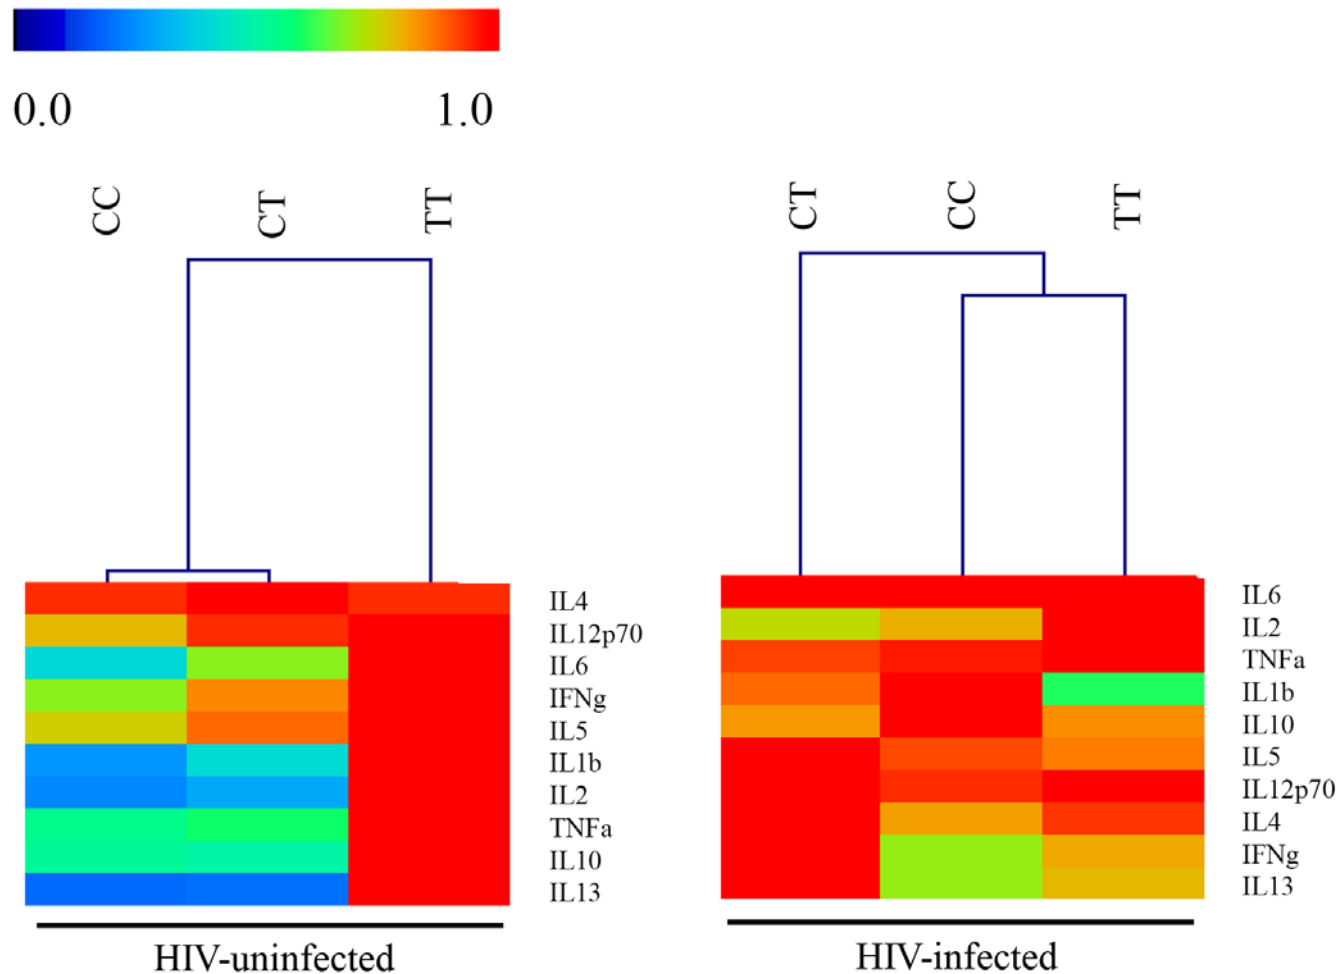 0.0 1.0
CC CT TT
IL4
IL12p70
IL6
IFNg
IL5
IL1b
IL2
TNFa
IL10
IL13
HIV-uninfected
CT CC TT
IL6
IL2
TNFa
IL1b
IL10
IL5
IL12p70
IL4
IFNg
IL13
HIV-infected